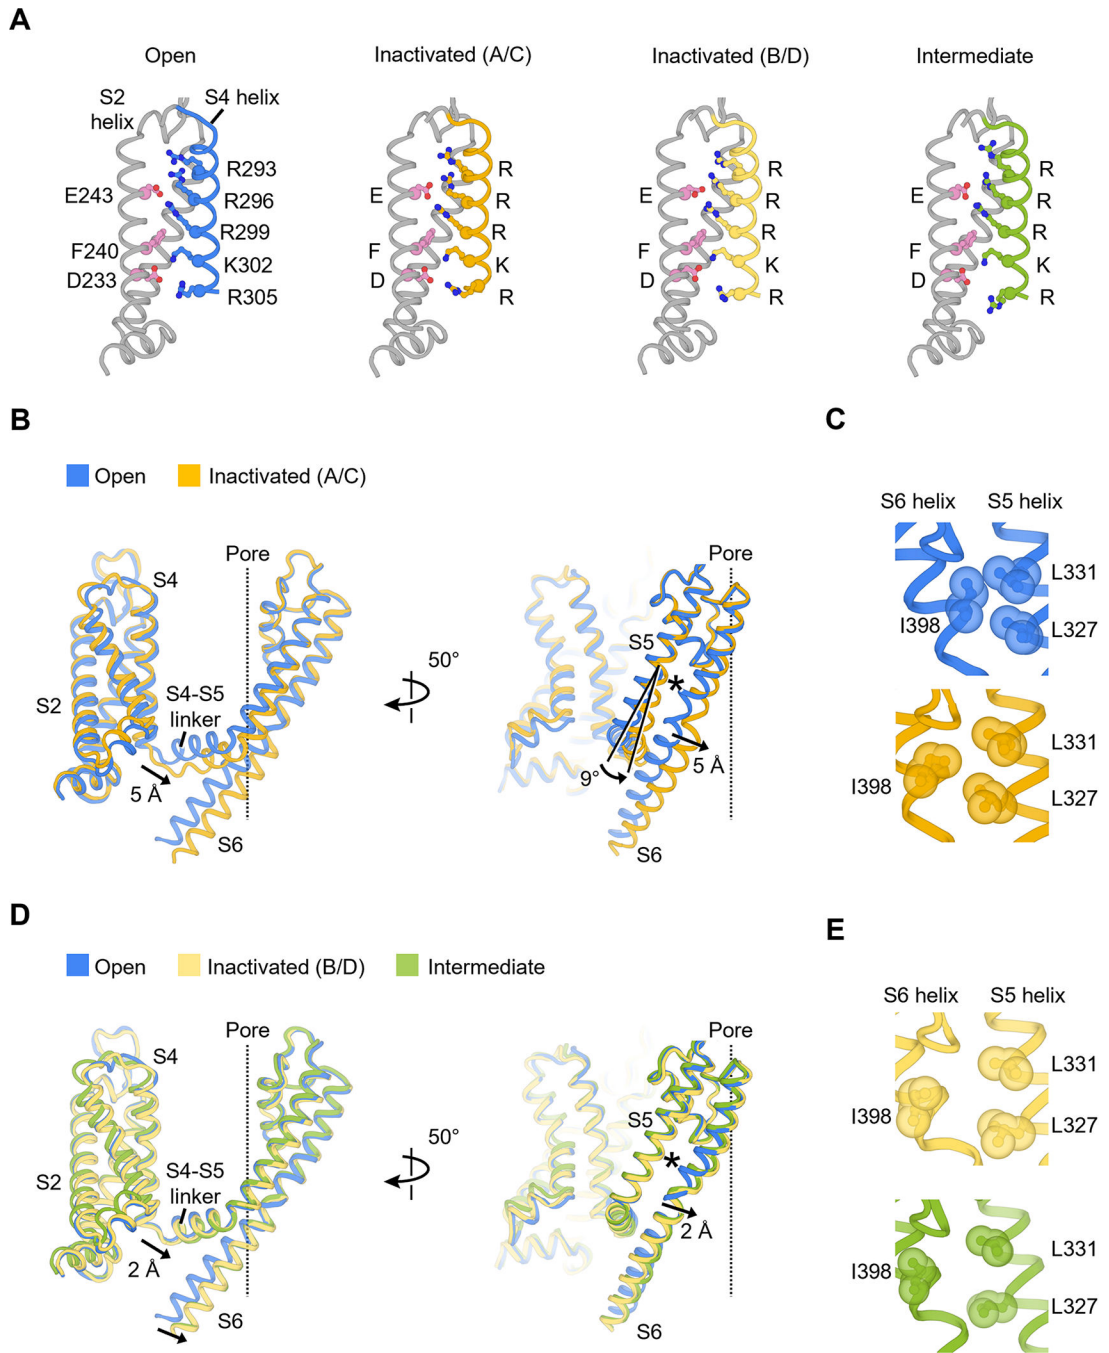 A
Open
Inactivated (A/C)
Inactivated (B/D)
Intermediate
S2
helix
S4 helix
R293
E243
R296
R299
F240
K302
D233
R305
R
E
R
R
F
K
D
R
R
E
R
R
F
K
D
R
R
E
R
R
F
K
D
R
B
Open
Inactivated (A/C)
Pore
S4
S2
S4-S5
linker
5 Å
S6
50°
Pore
S5
*
9°
5 Å
S6
C
S6 helix
S5 helix
L331
I398
L327
L331
I398
L327
D
Open
Inactivated (B/D)
Intermediate
Pore
S4
S2
S4-S5
linker
2 Å
S6
50°
Pore
S5
*
2 Å
S6
E
S6 helix
S5 helix
L331
I398
L327
L331
I398
L327